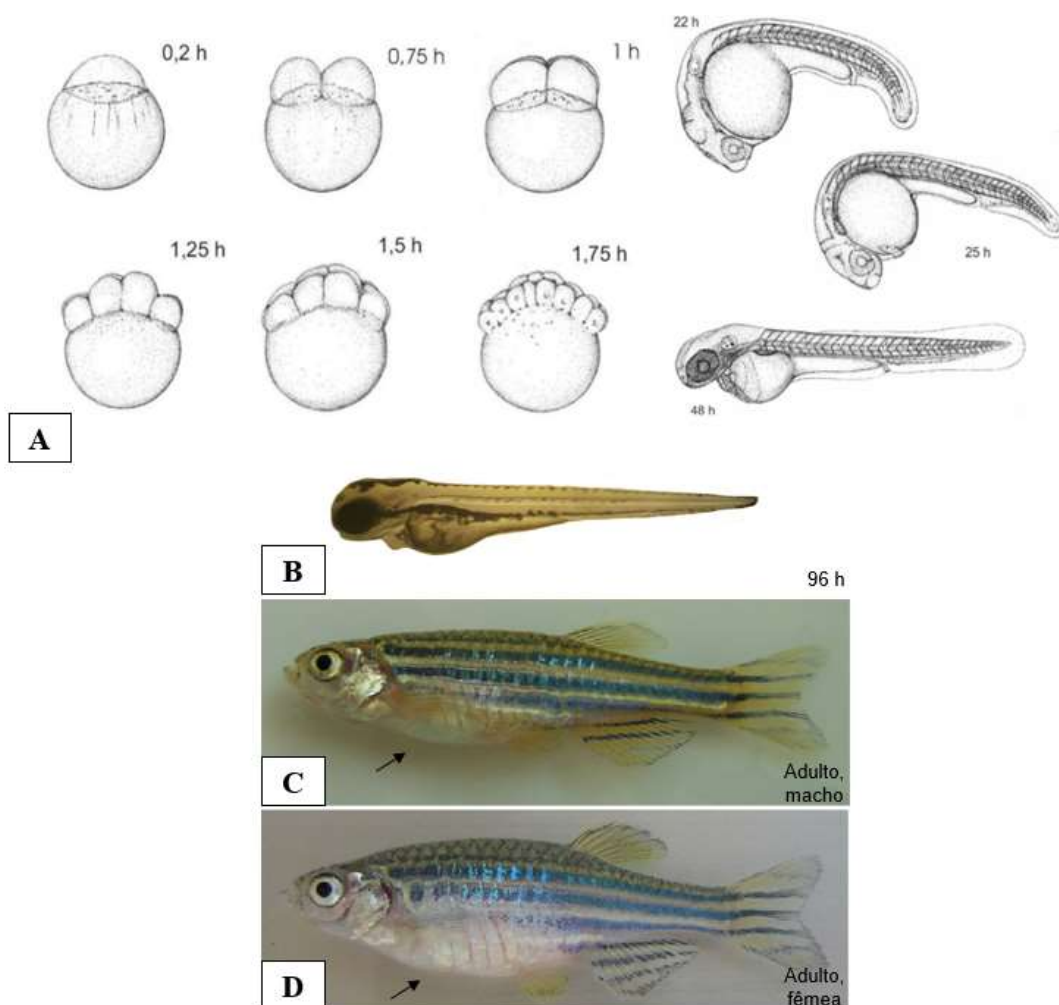 0,2 h
0,75 h
1 h
22 h
25 h
1,25 h
1,5 h
1,75 h
48 h
A
B
96 h
C
Adulto,
macho
D
Adulto,
fêmea